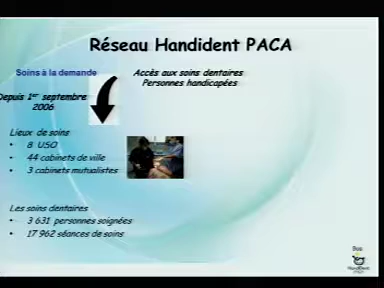 Réseau Handident PACA
Soins à la demande
Accès aux soins dentaires
Personnes handicapées
Depuis 1er septembre
2006
Lieux de soins
• 8 USO
• 44 cabinets de ville
• 3 cabinets mutualistes
Les soins dentaires
• 3 631 personnes soignées
• 17 962 séances de soins
HandiDent